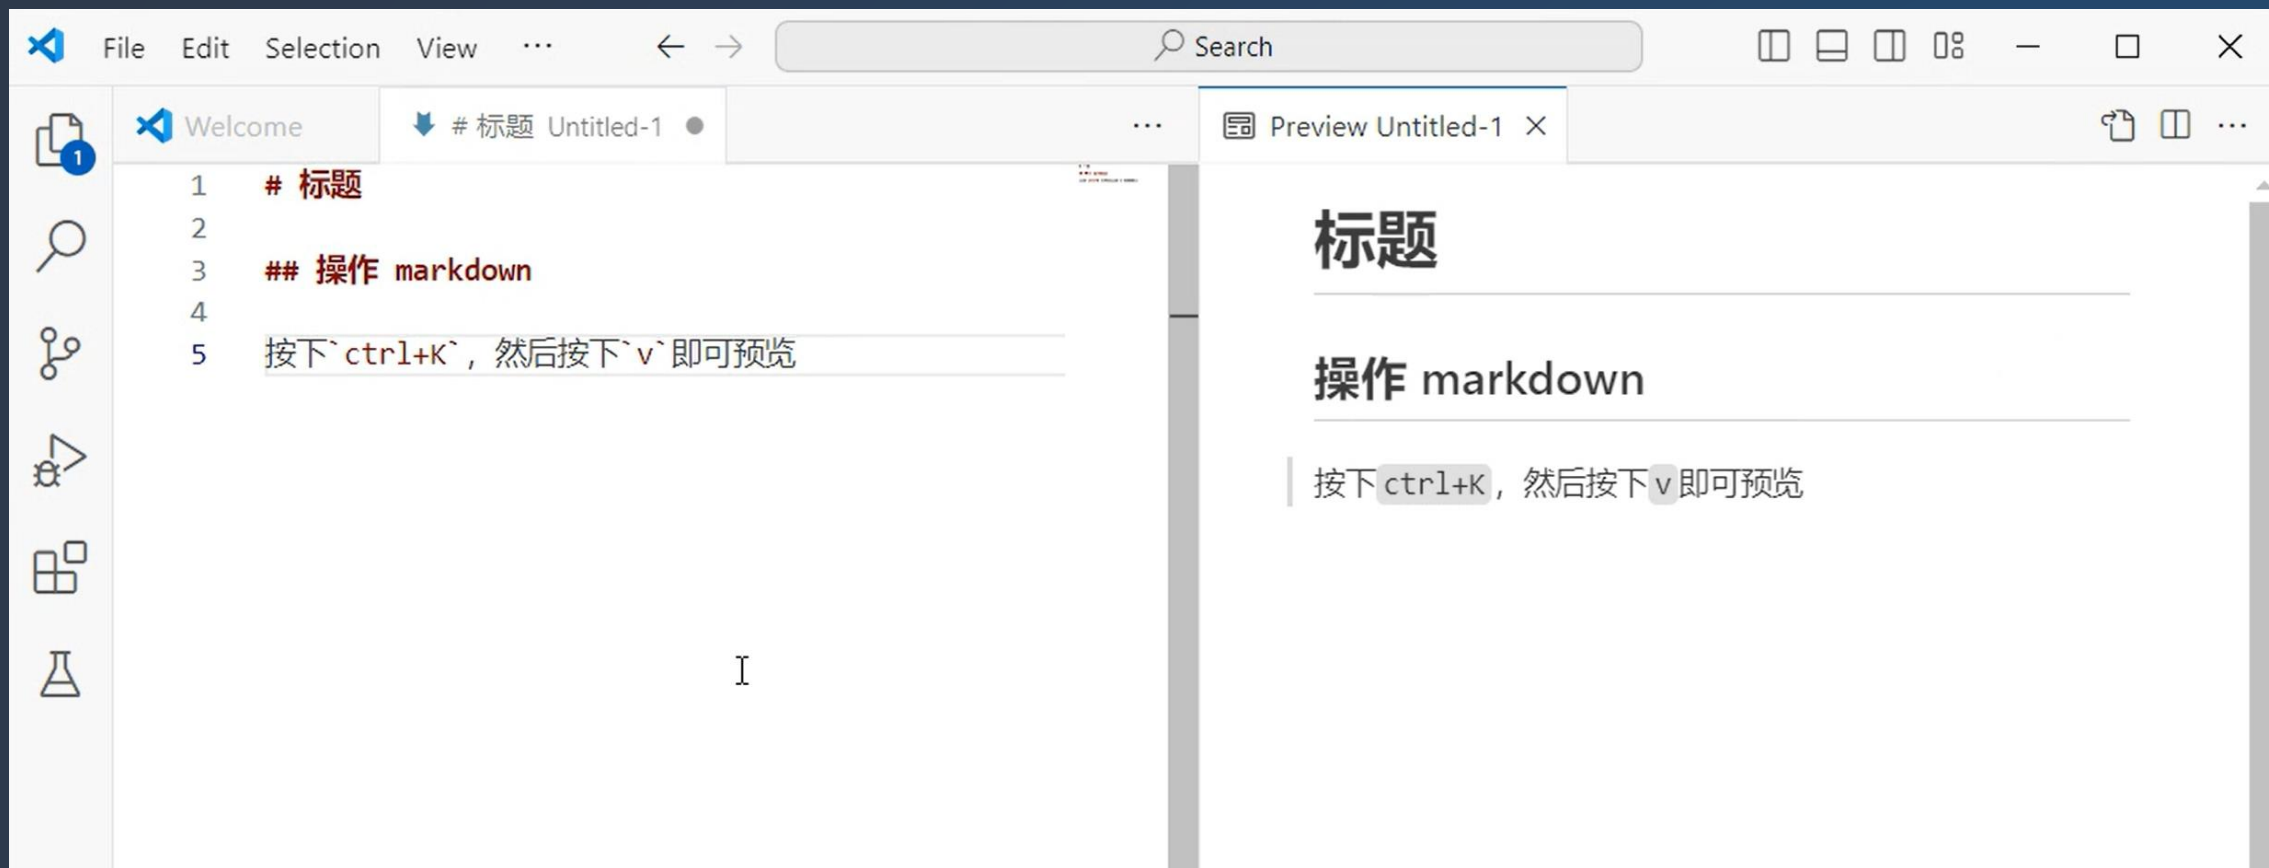 File Edit Selection View ··· Search
Welcome # 标题 Untitled-1 ··· Preview Untitled-1 ···
1
1 # 标题
2
3 ## 操作 markdown
4
5 按下`ctrl+K`，然后按下`v`即可预览
标题
操作 markdown
按下ctrl+K，然后按下v即可预览